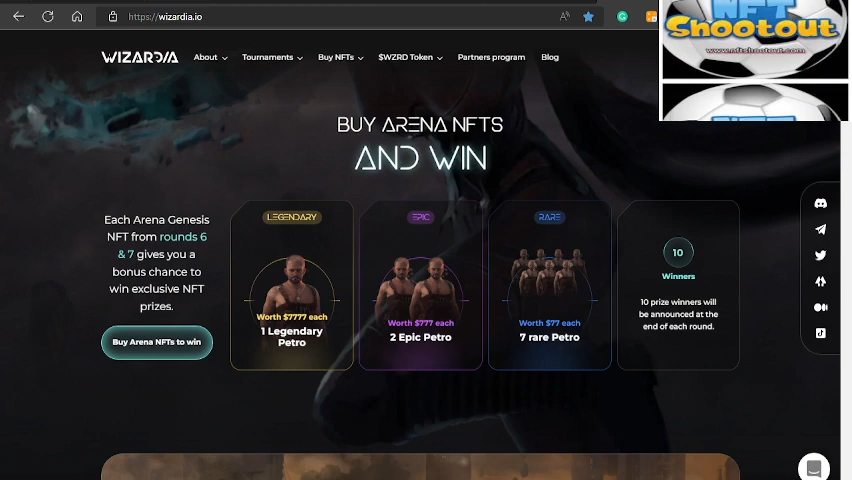 https://wizardia.io
NFT
Shootout
www.nftshootout.com
WIZARDIA
About
Tournaments
Buy NFTs
$WZRD Token
Partners program
Blog
BUY ARENA NFTS
AND WIN
Each Arena Genesis
NFT from rounds 6
& 7 gives you a
bonus chance to
win exclusive NFT
prizes.
Buy Arena NFTs to win
LEGENDARY
Worth $7777 each
1 Legendary
Petro
EPIC
Worth $777 each
2 Epic Petro
RARE
Worth $77 each
7 rare Petro
10
Winners
10 prize winners will
be announced at the
end of each round.